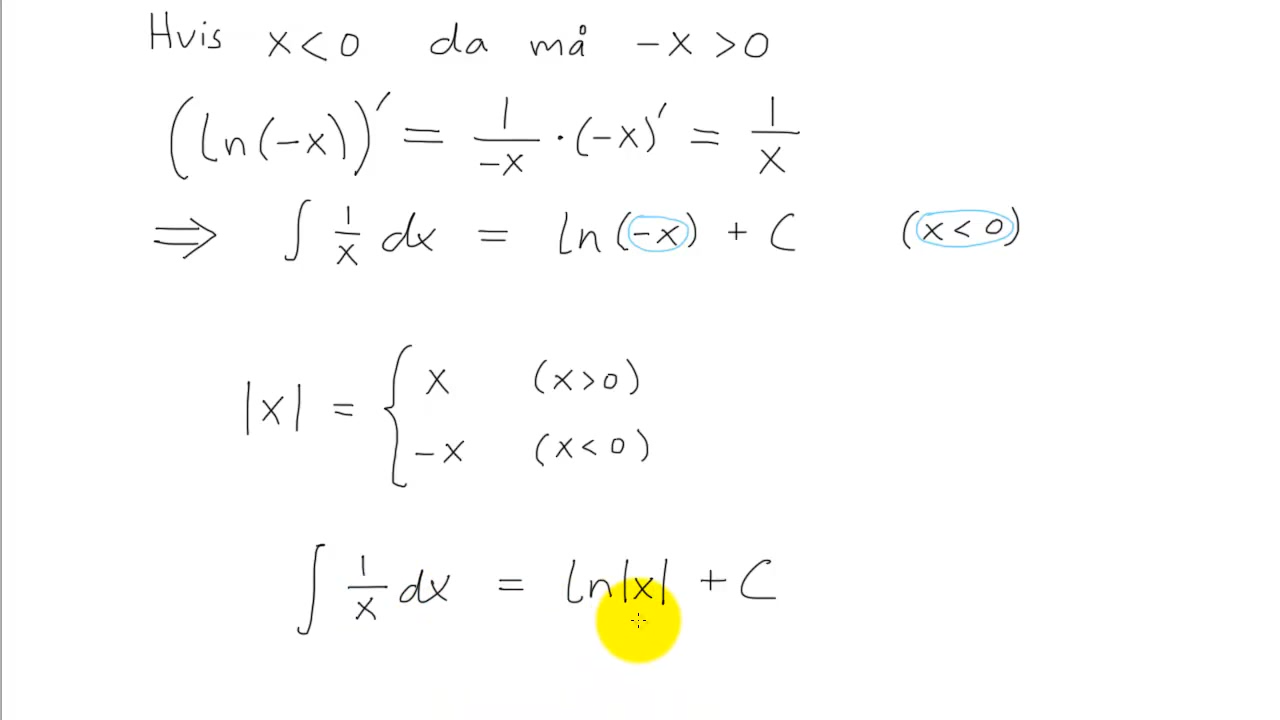 Hvis x < 0 da må -x > 0
(ln(-x))' = 1/-x · (-x)' = 1/x
⇒ ∫ 1/x dx = ln(-x) + C (x < 0)
|x| = { x (x>0)
-x (x<0)
∫ 1/x dx = ln|x| + C